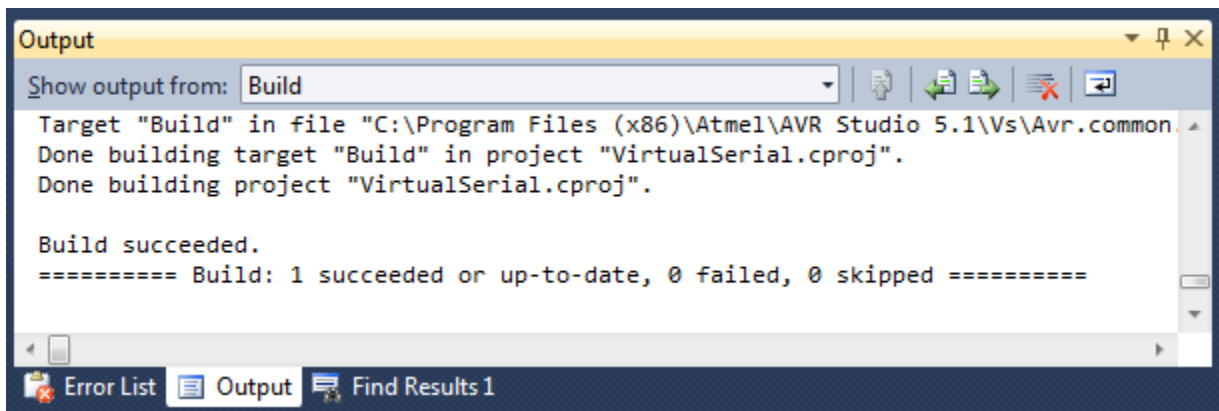 Output
Show output from: Build
Target "Build" in file "C:\Program Files (x86)\Atmel\AVR Studio 5.1\Vs\Avr.common.
Done building target "Build" in project "VirtualSerial.cproj".
Done building project "VirtualSerial.cproj".
Build succeeded.
========== Build: 1 succeeded or up-to-date, 0 failed, 0 skipped ==========
Error List Output Find Results 1